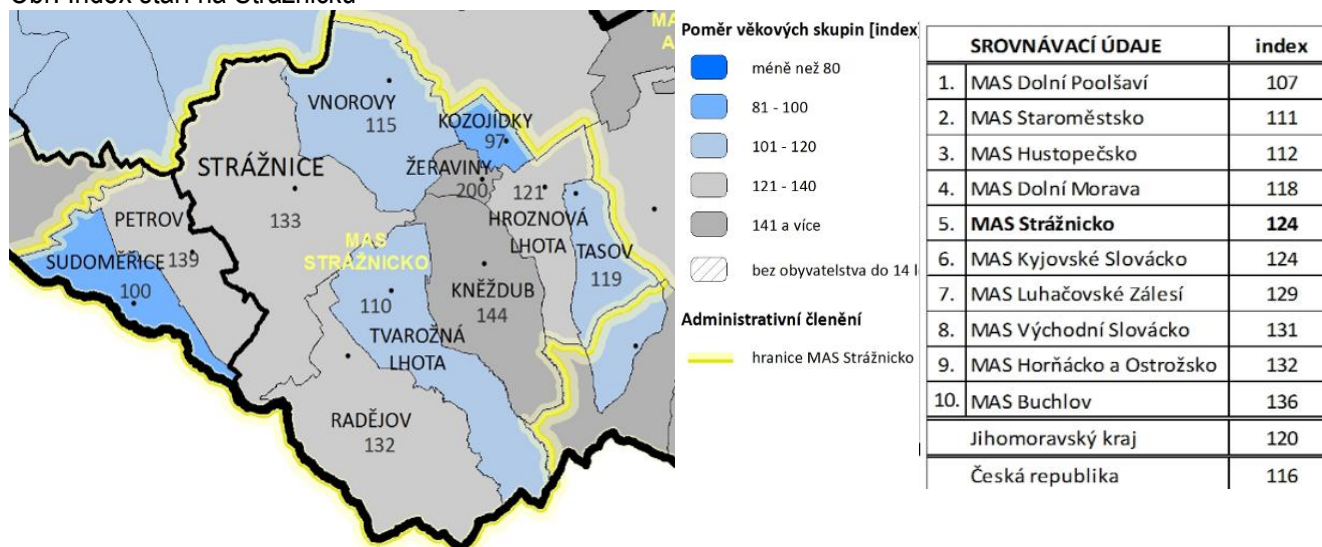 Obr. Index stáří na Strážnicku
VNOROVY
115
KOZOJÍDKY
97
STRÁŽNICE
133
ŽERAVINY
200
121
HROZNOVÁ
LHOTA
TASOV
119
PETROV
139
SUDOMĚŘICE
100
MAS
STRÁŽNICKO
110
TVAROŽNÁ
LHOTA
KNĚŽDUB
144
RADĚJOV
132
MA
A
Poměr věkových skupin [index
méně než 80
81 - 100
101 - 120
121 - 140
141 a více
bez obyvatelstva do 14 l
Administrativní členění
hranice MAS Strážnicko
SROVNÁVACÍ ÚDAJE index
1. MAS Dolní Poolšaví 107
2. MAS Staroměstsko 111
3. MAS Hustopečsko 112
4. MAS Dolní Morava 118
5. MAS Strážnicko 124
6. MAS Kyjovské Slovácko 124
7. MAS Luhačovské Zálesí 129
8. MAS Východní Slovácko 131
9. MAS Horňácko a Ostrožsko 132
10. MAS Buchlov 136
Jihomoravský kraj 120
Česká republika 116